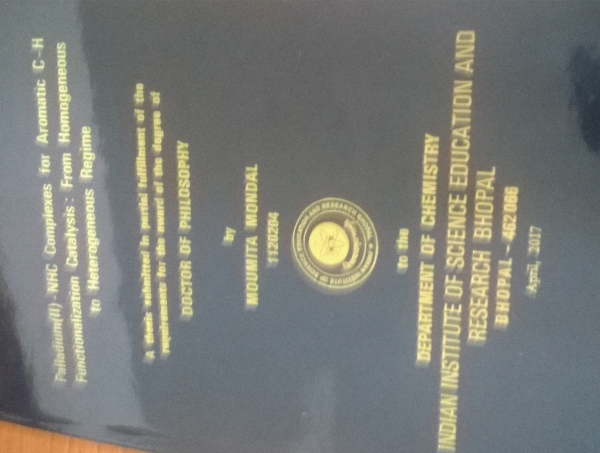 Palladium(II)-NHC Complexes for Aromatic C-H
Functionalization Catalysis: From Homogeneous
to Heterogeneous Regime
A thesis submitted in partial fulfillment of the
requirements for the award of the degree of
DOCTOR OF PHILOSOPHY
by
MOUMITA MONDAL
1120204
to the
DEPARTMENT OF CHEMISTRY
INDIAN INSTITUTE OF SCIENCE EDUCATION AND
RESEARCH BHOPAL
BHOPAL - 462 066
April, 2017